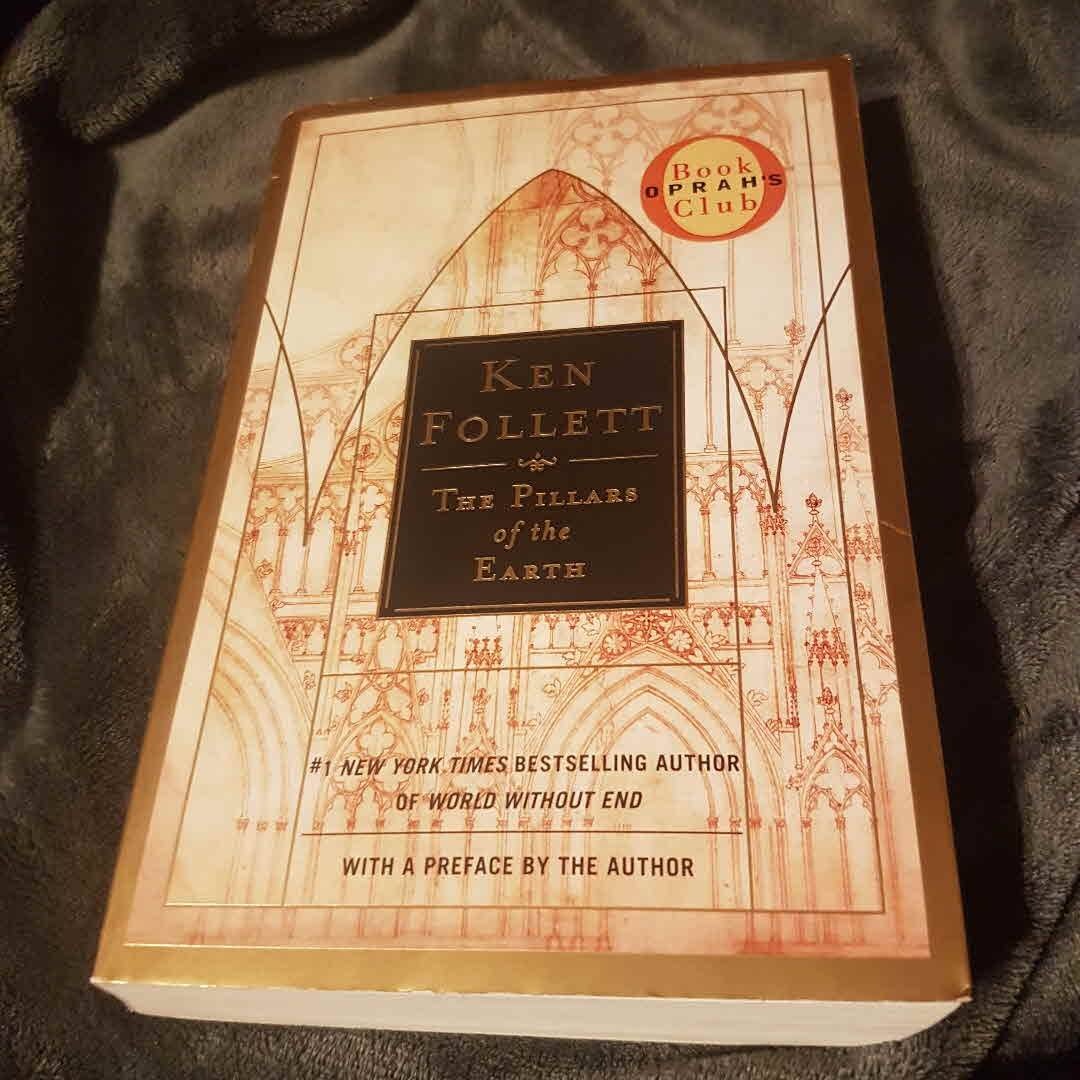 Book
OPRAH'S
Club
KEN
FOLLETT
THE PILLARS
of the
EARTH
#1 NEW YORK TIMES BESTSELLING AUTHOR
OF WORLD WITHOUT END
WITH A PREFACE BY THE AUTHOR